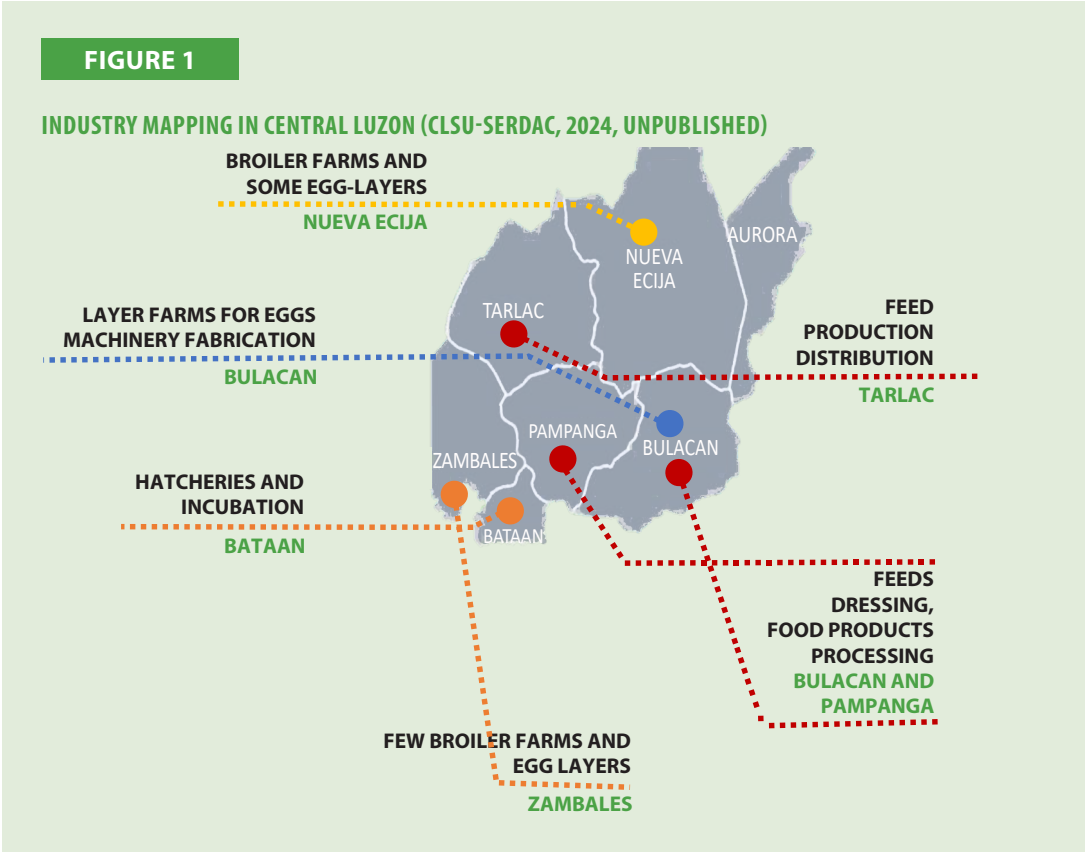 FIGURE 1
INDUSTRY MAPPING IN CENTRAL LUZON (CLSU-SERDAC, 2024, UNPUBLISHED)
BROILER FARMS AND
SOME EGG-LAYERS
NUEVA ECIJA
AURORA
NUEVA
ECIJA
TARLAC
LAYER FARMS FOR EGGS
MACHINERY FABRICATION
BULACAN
FEED
PRODUCTION
DISTRIBUTION
TARLAC
PAMPANGA
BULACAN
ZAMBALES
HATCHERIES AND
INCUBATION
BATAAN
BATAAN
FEEDS
DRESSING,
FOOD PRODUCTS
PROCESSING
BULACAN AND
PAMPANGA
FEW BROILER FARMS AND
EGG LAYERS
ZAMBALES